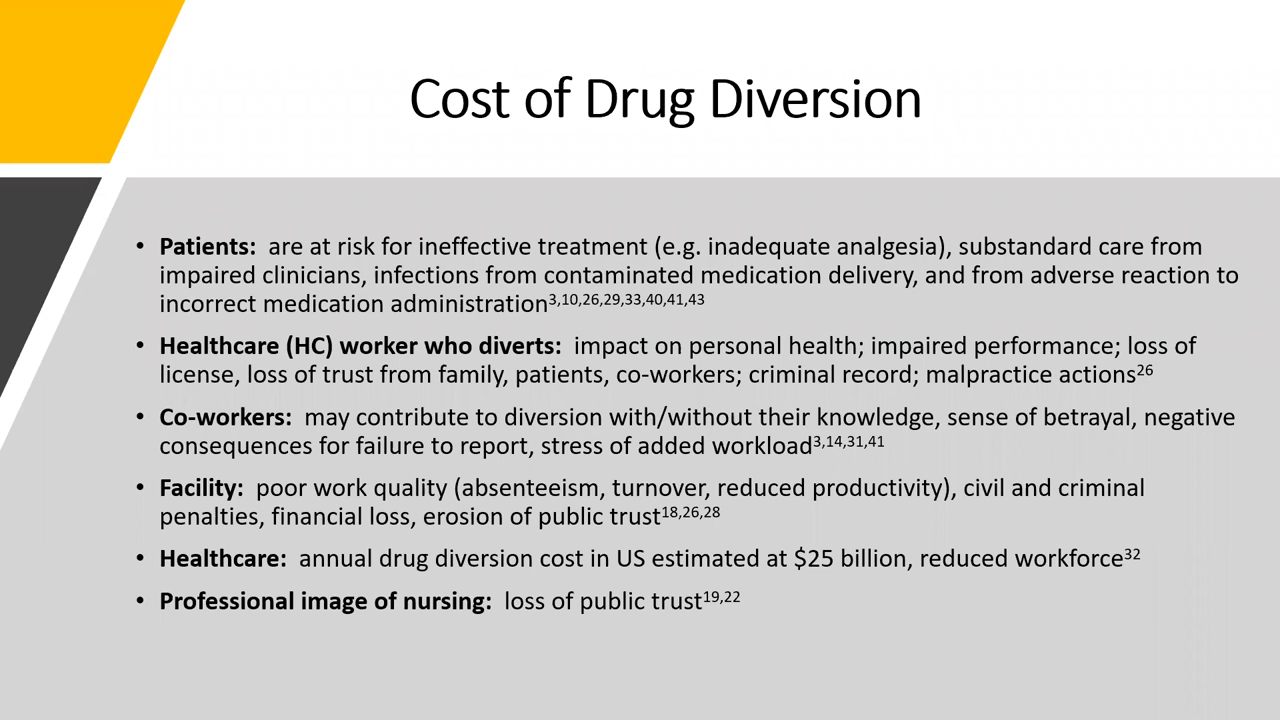 Cost of Drug Diversion
• Patients:  are at risk for ineffective treatment (e.g. inadequate analgesia), substandard care from
impaired clinicians, infections from contaminated medication delivery, and from adverse reaction to
incorrect medication administration3,10,26,29,33,40,41,43
• Healthcare (HC) worker who diverts:  impact on personal health; impaired performance; loss of
license, loss of trust from family, patients, co-workers; criminal record; malpractice actions26
• Co-workers:  may contribute to diversion with/without their knowledge, sense of betrayal, negative
consequences for failure to report, stress of added workload3,14,31,41
• Facility:  poor work quality (absenteeism, turnover, reduced productivity), civil and criminal
penalties, financial loss, erosion of public trust18,26,28
• Healthcare:  annual drug diversion cost in US estimated at $25 billion, reduced workforce32
• Professional image of nursing:  loss of public trust19,22